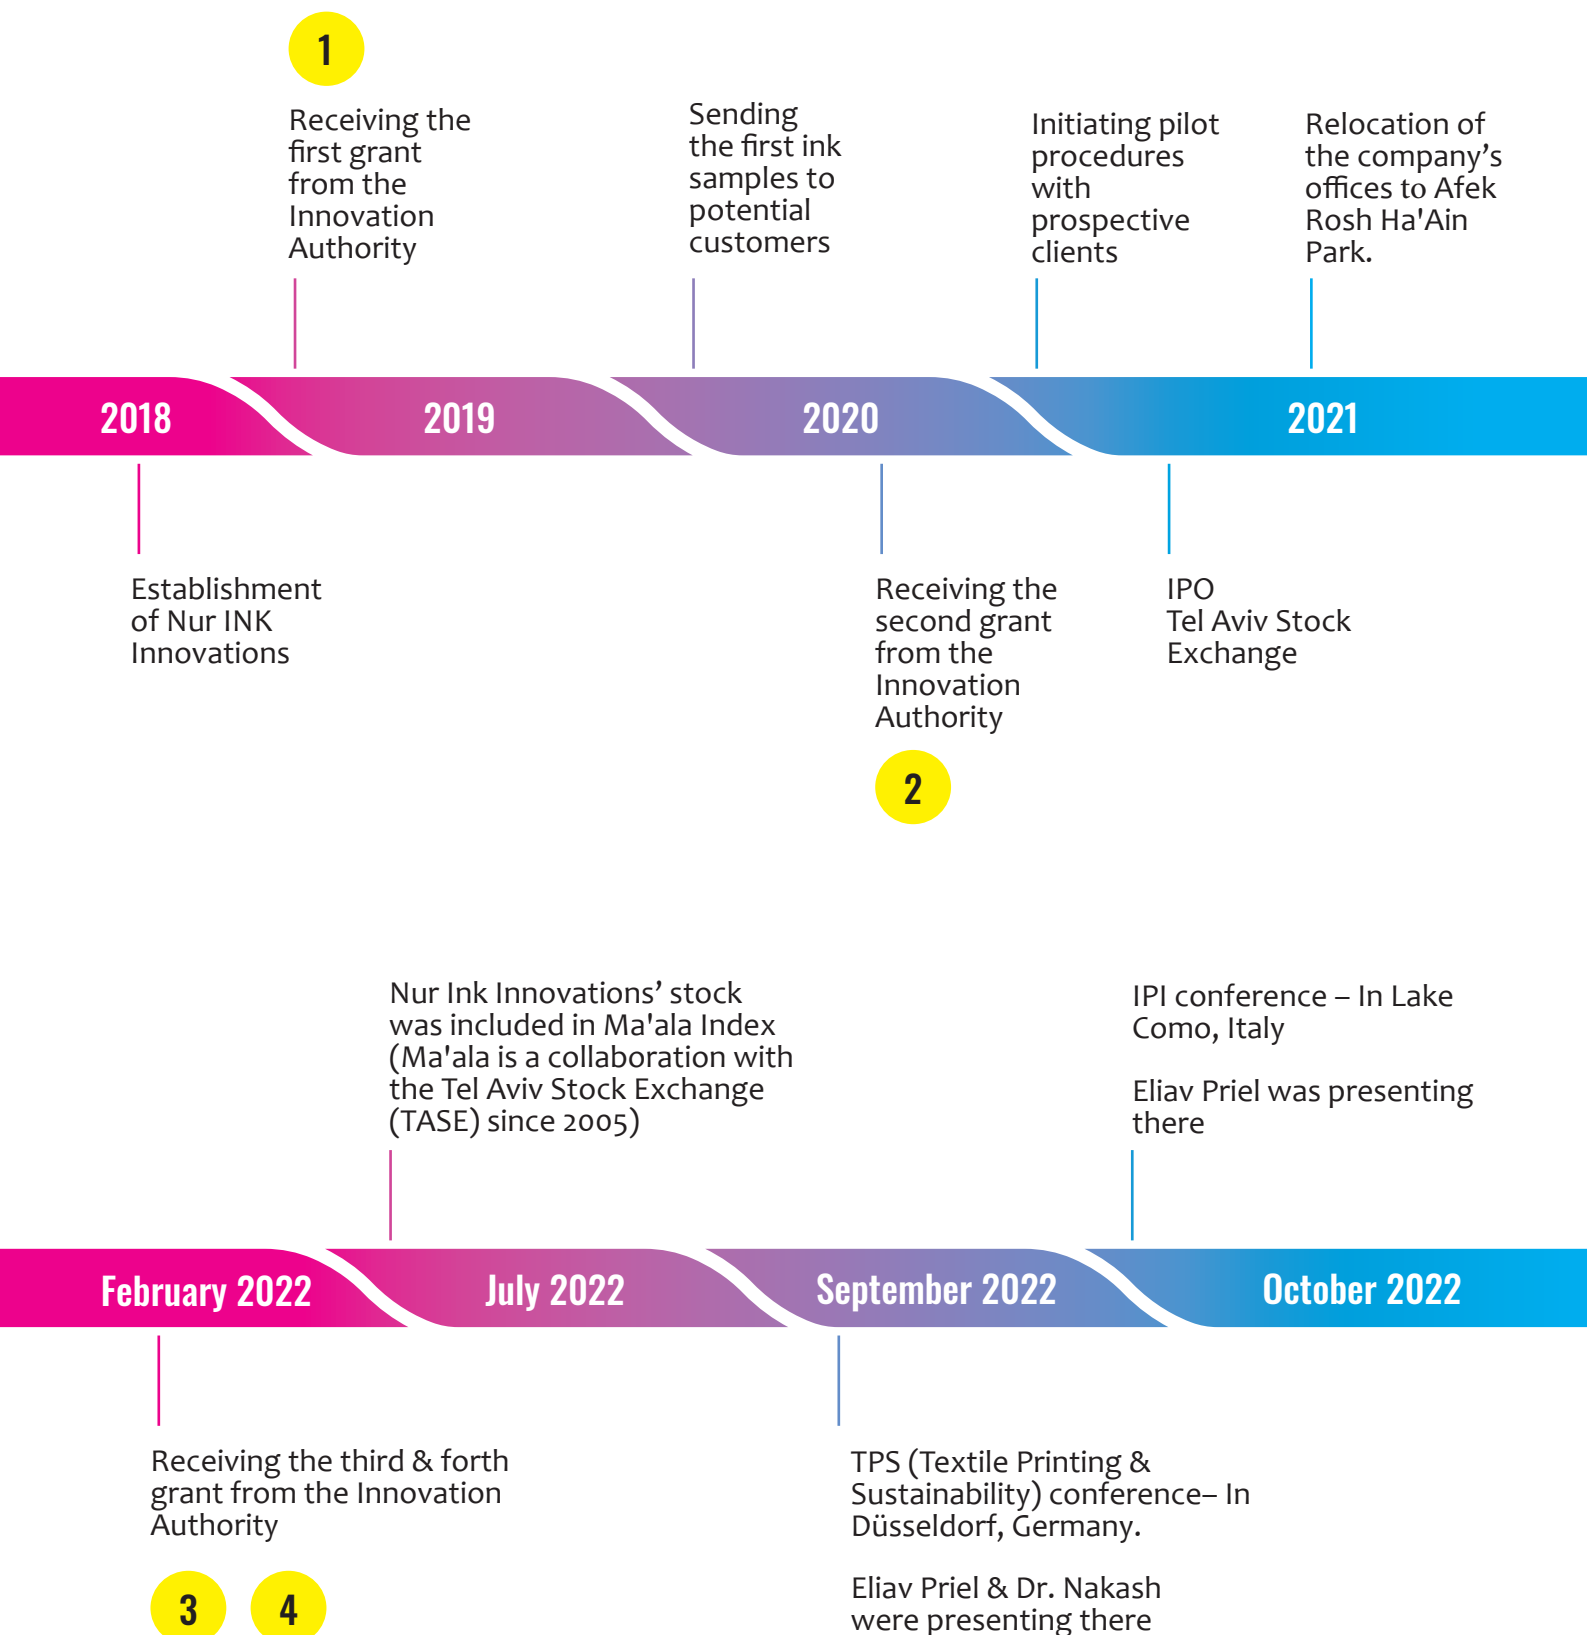 1
Receiving the
first grant
from the
Innovation
Authority
Sending
the first ink
samples to
potential
customers
Initiating pilot
procedures
with
prospective
clients
Relocation of
the company’s
offices to Afek
Rosh Ha'Ain
Park.
2018
2019
2020
2021
Establishment
of Nur INK
Innovations
Receiving the
second grant
from the
Innovation
Authority
2
IPO
Tel Aviv Stock
Exchange
Nur Ink Innovations’ stock
was included in Ma'ala Index
(Ma'ala is a collaboration with
the Tel Aviv Stock Exchange
(TASE) since 2005)
IPI conference – In Lake
Como, Italy
Eliav Priel was presenting
there
February 2022
July 2022
September 2022
October 2022
Receiving the third & forth
grant from the Innovation
Authority
3
4
TPS (Textile Printing &
Sustainability) conference– In
Düsseldorf, Germany.
Eliav Priel & Dr. Nakash
were presenting there